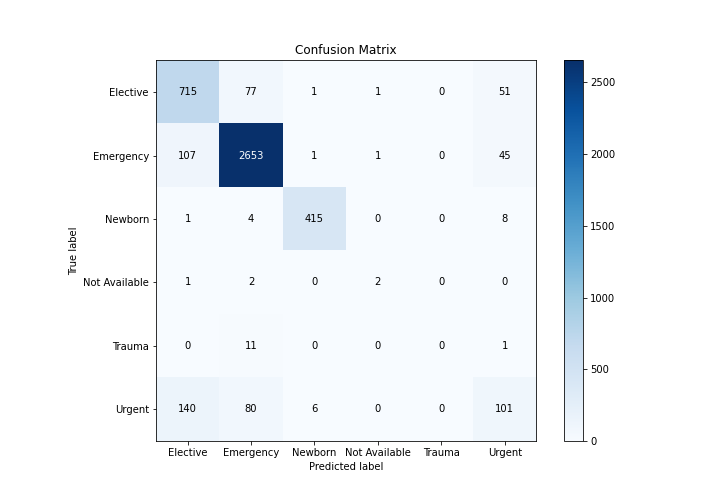 Confusion Matrix
Elective 715 77 1 1 0 51
Emergency 107 2653 1 1 0 45
Newborn 1 4 415 0 0 8
Not Available 1 2 0 2 0 0
Trauma 0 11 0 0 0 1
Urgent 140 80 6 0 0 101
Elective Emergency Newborn Not Available Trauma Urgent
Predicted label
True label
2500
2000
1500
1000
500
0